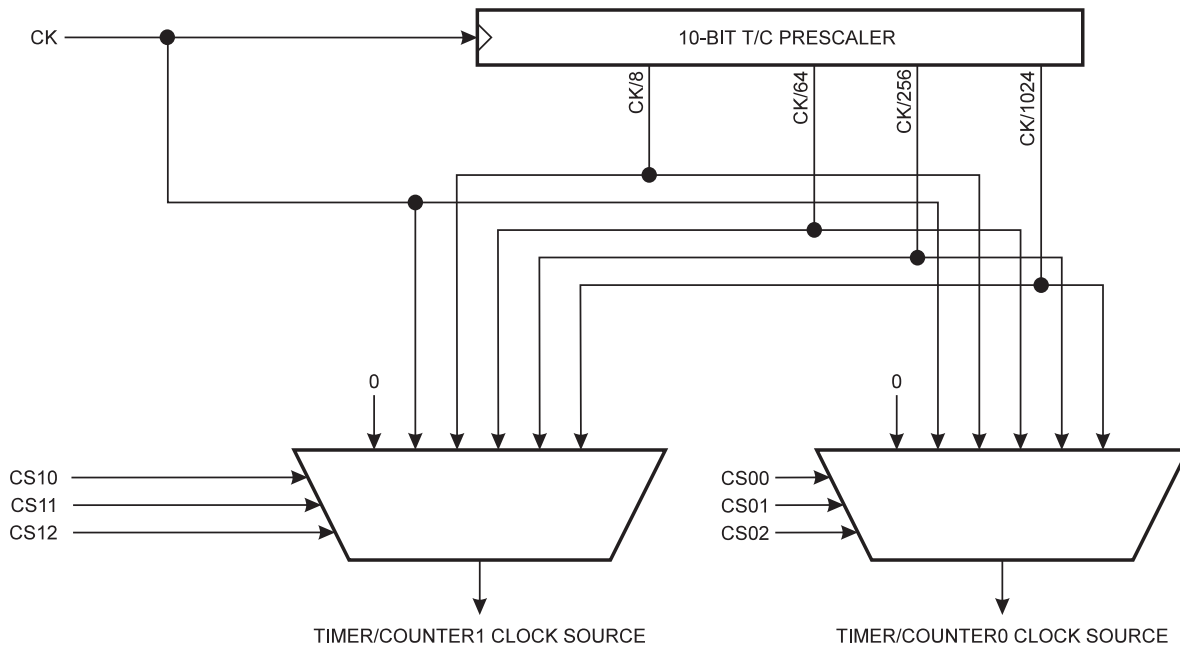 CK
10-BIT T/C PRESCALER
CK/8
CK/64
CK/256
CK/1024
0
0
CS10
CS11
CS12
CS00
CS01
CS02
TIMER/COUNTER1 CLOCK SOURCE
TIMER/COUNTER0 CLOCK SOURCE